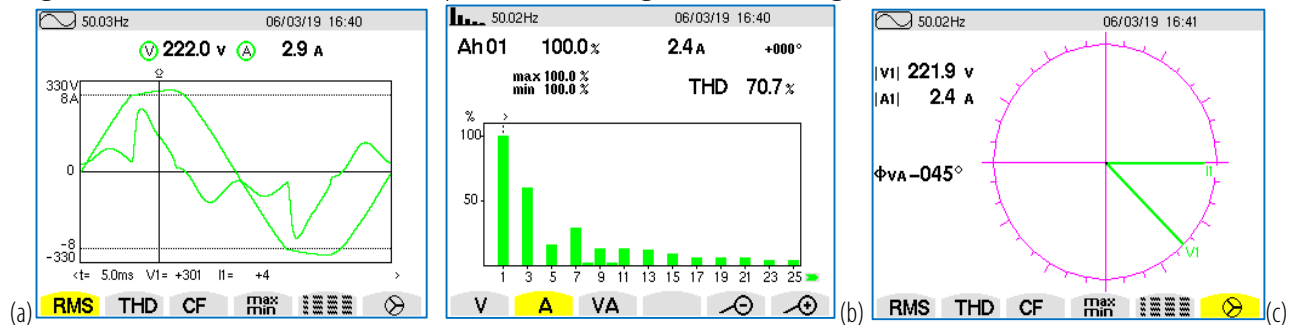 50.03Hz 06/03/19 16:40
V 222.0 V A 2.9 A
330V
8A
0
-8
-330
<t= 5.0ms V1= +301 I1= +4 >
(a) RMS THD CF max min
50.02Hz 06/03/19 16:40
Ah 01 100.0 % 2.4 A +000°
max 100.0 %
min 100.0 %
THD 70.7 %
% >
100
50
1 3 5 7 9 11 13 15 17 19 21 23 25
V A VA
(b)
50.02Hz 06/03/19 16:41
|V1| 221.9 V
|A1| 2.4 A
ΦVA -045°
I1
V1
RMS THD CF max min
(c)